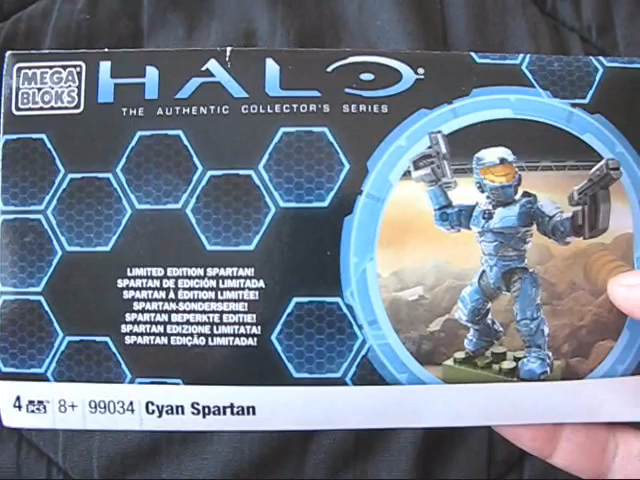 MEGA
BLOKS
HALO
THE AUTHENTIC COLLECTOR'S SERIES
LIMITED EDITION SPARTAN!
SPARTAN DE EDICIÓN LIMITADA
SPARTAN À ÉDITION LIMITÉE!
SPARTAN-SONDERSERIE!
SPARTAN BEPERKTE EDITIE!
SPARTAN EDIZIONE LIMITATA!
SPARTAN EDIÇÃO LIMITADA!
4 PCS 8+ 99034 Cyan Spartan